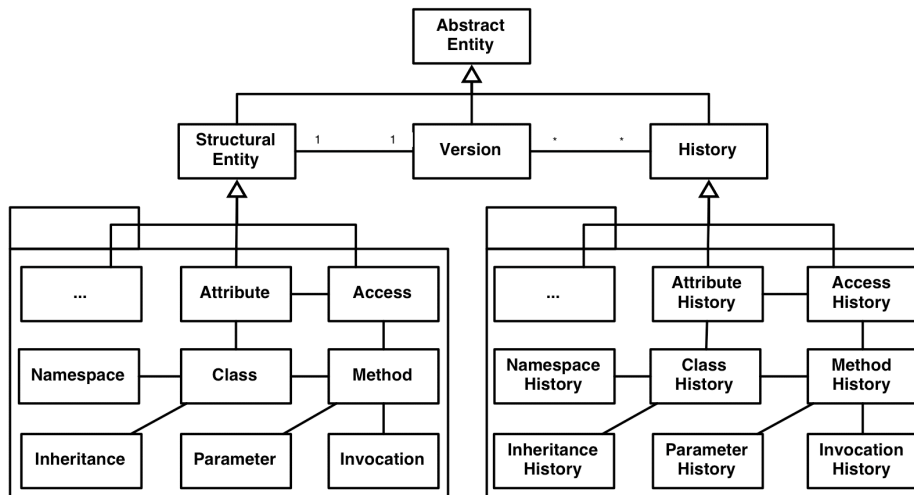 Abstract
Entity
Structural
Entity
1
1
Version
*
*
History
...
Attribute
Access
Namespace
Class
Method
Inheritance
Parameter
Invocation
...
Attribute
History
Access
History
Namespace
History
Class
History
Method
History
Inheritance
History
Parameter
History
Invocation
History